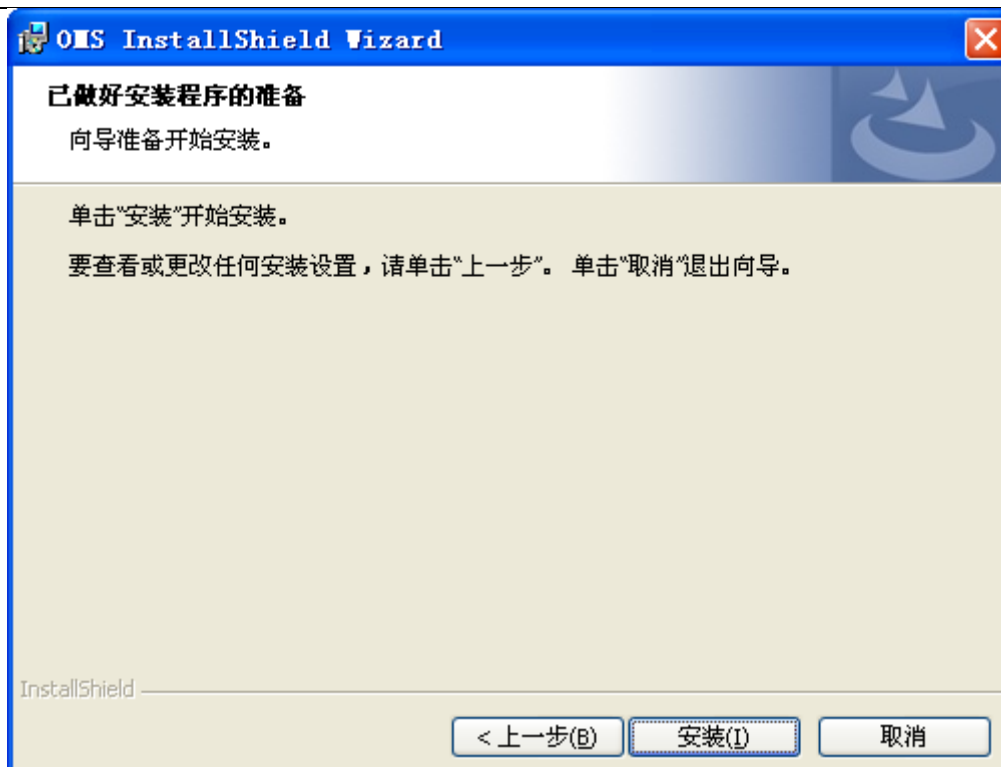 OMS InstallShield Wizard
已做好安装程序的准备
向导准备开始安装。
单击“安装”开始安装。
要查看或更改任何安装设置，请单击“上一步”。 单击“取消”退出向导。
InstallShield
< 上一步(B) 安装(I) 取消